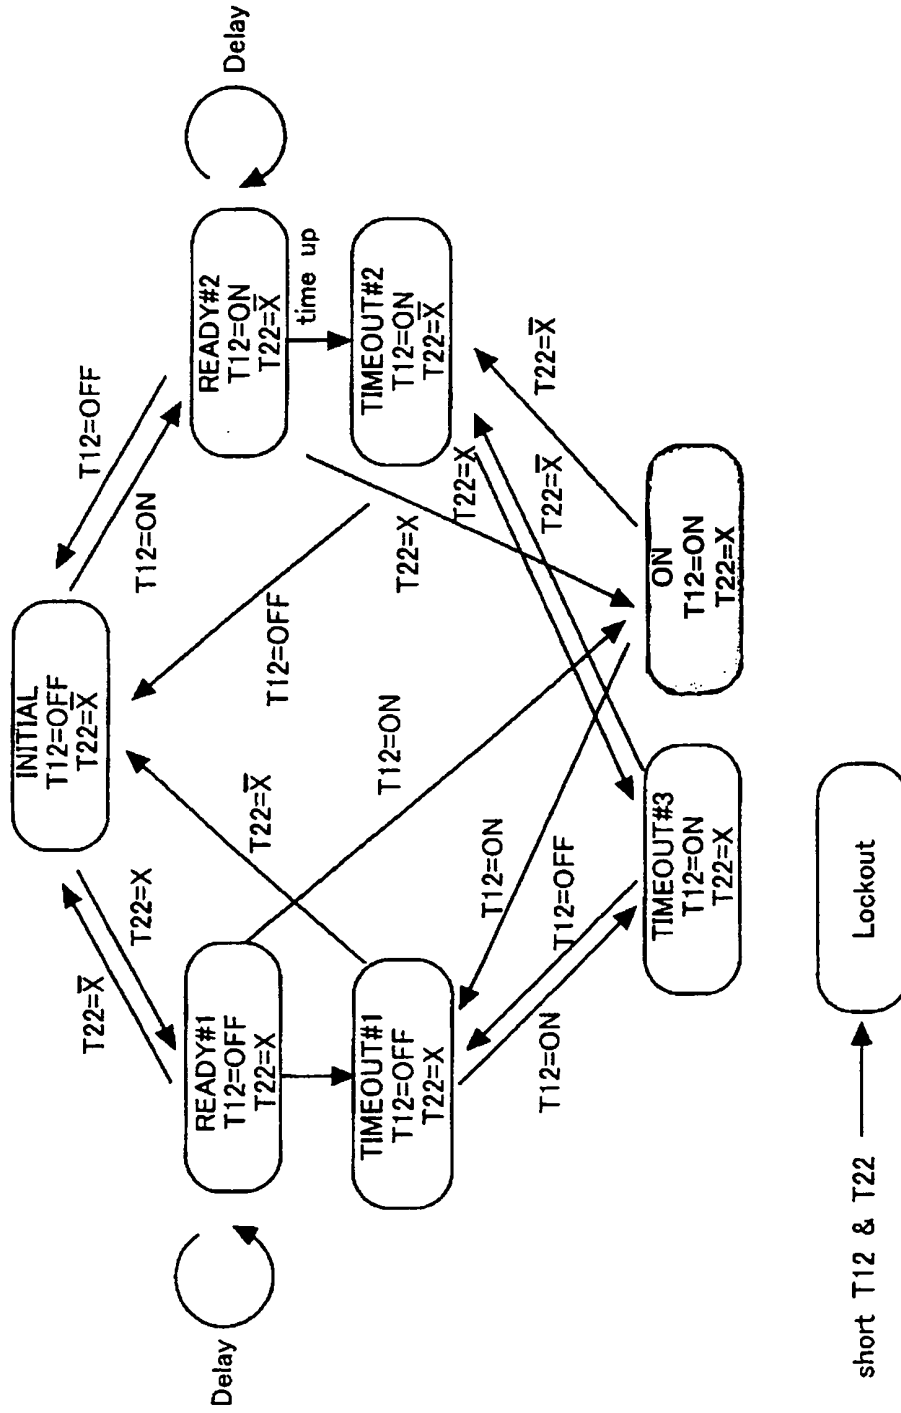 INITIAL
T12=OFF
T22=X̅
T22=X̅
T22=X
T12=OFF
T12=ON
Delay
READY#1
T12=OFF
T22=X
READY#2
T12=ON
T22=X̅
Delay
time up
T22=X̅
T12=OFF
TIMEOUT#1
T12=OFF
T22=X
TIMEOUT#2
T12=ON
T22=X̅
T12=ON
T22=X
T22=X
T12=ON
T22=X̅
T22=X̅
T12=OFF
T12=ON
TIMEOUT#3
T12=ON
T22=X
ON
T12=ON
T22=X
short T12 & T22
Lockout